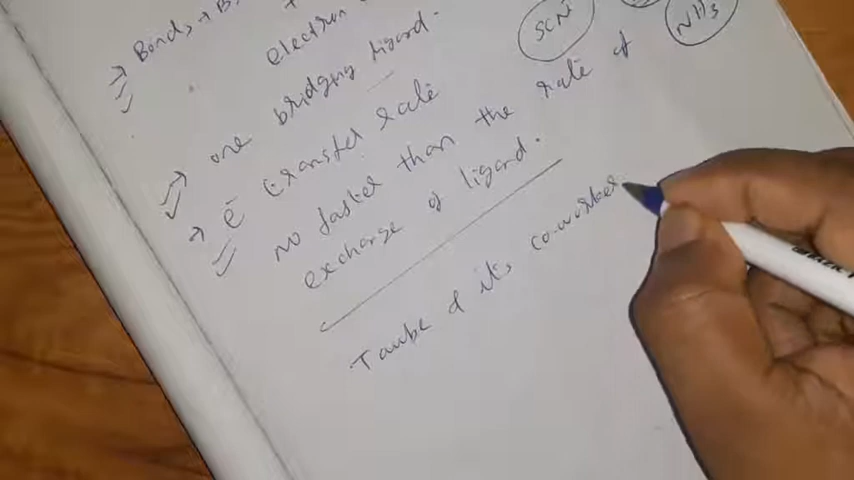 Bonds → B
electron
→ one bridging ligand.
SCN
NH3
→ ē transfer rate
no faster than the rate of
exchange of ligand.
Taube & it's co-worker